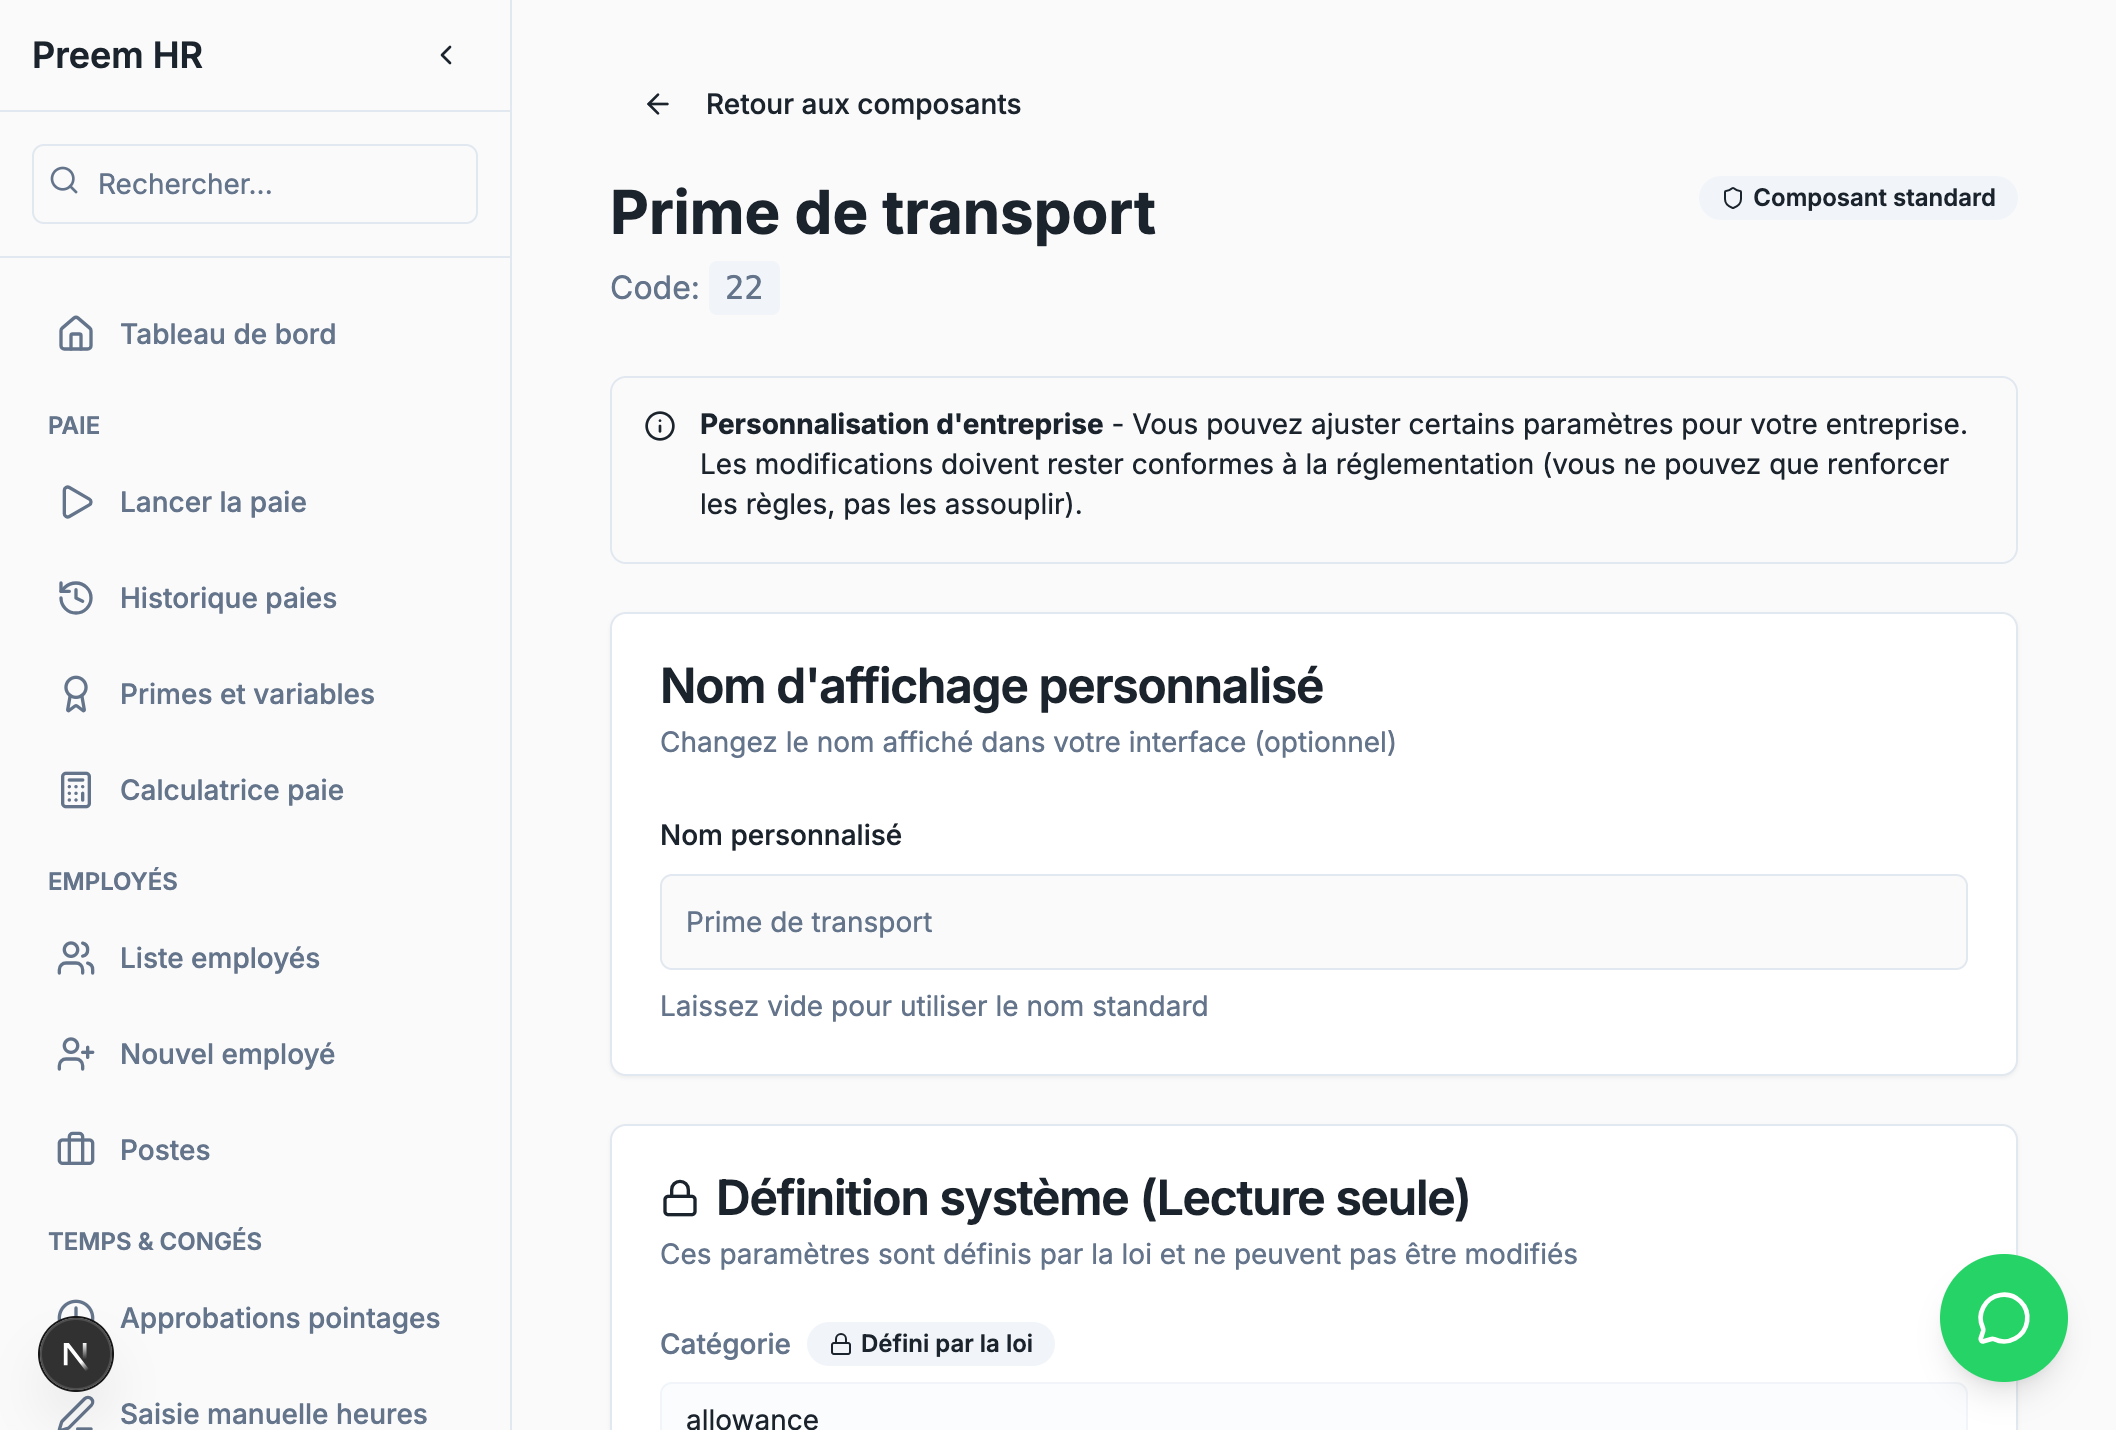 Preem HR
Rechercher...
Tableau de bord
PAIE
Lancer la paie
Historique paies
Primes et variables
Calculatrice paie
EMPLOYÉS
Liste employés
Nouvel employé
Postes
TEMPS & CONGÉS
Approbations pointages
N
Saisie manuelle heures
Retour aux composants
Prime de transport
Composant standard
Code: 22
Personnalisation d'entreprise - Vous pouvez ajuster certains paramètres pour votre entreprise.
Les modifications doivent rester conformes à la réglementation (vous ne pouvez que renforcer
les règles, pas les assouplir).
Nom d'affichage personnalisé
Changez le nom affiché dans votre interface (optionnel)
Nom personnalisé
Prime de transport
Laissez vide pour utiliser le nom standard
Définition système (Lecture seule)
Ces paramètres sont définis par la loi et ne peuvent pas être modifiés
Catégorie Défini par la loi
allowance